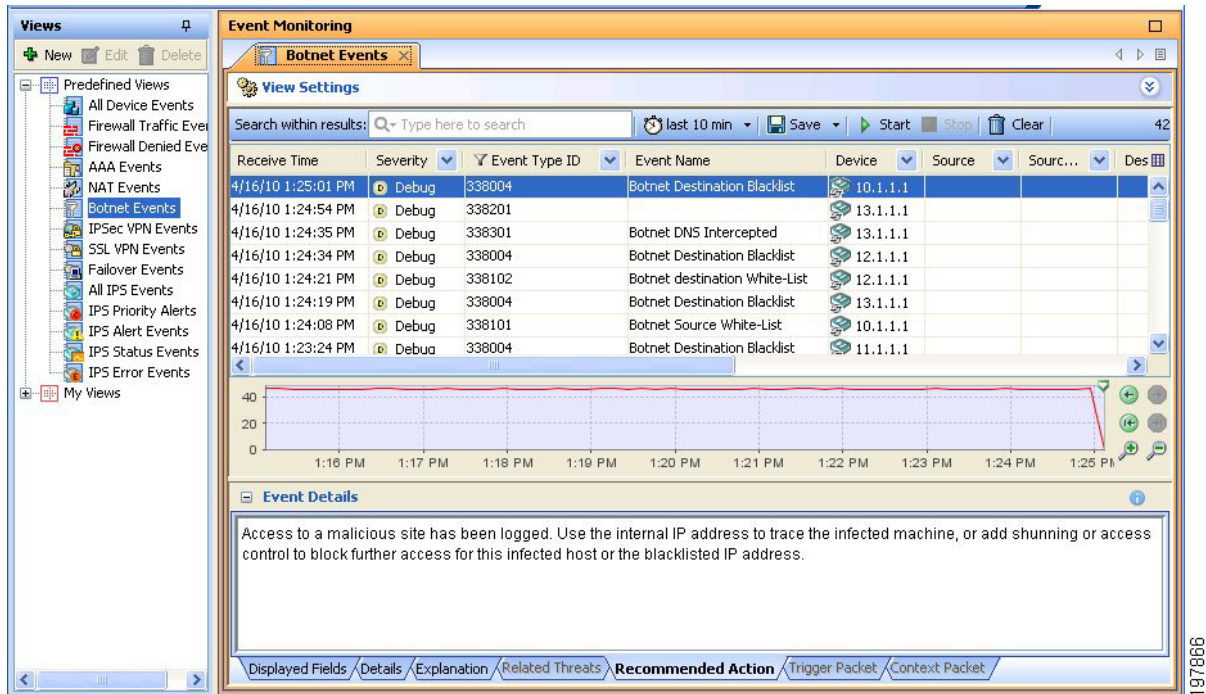 Views
New Edit Delete
Predefined Views
All Device Events
Firewall Traffic Eve
Firewall Denied Eve
AAA Events
NAT Events
Botnet Events
IPSec VPN Events
SSL VPN Events
Failover Events
All IPS Events
IPS Priority Alerts
IPS Alert Events
IPS Status Events
IPS Error Events
My Views
Event Monitoring
Botnet Events
View Settings
Search within results: Type here to search last 10 min Save Start Stop Clear 42
Receive Time Severity Event Type ID Event Name Device Source Sourc... Des
4/16/10 1:25:01 PM Debug 338004 Botnet Destination Blacklist 10.1.1.1
4/16/10 1:24:54 PM Debug 338201 13.1.1.1
4/16/10 1:24:35 PM Debug 338301 Botnet DNS Intercepted 13.1.1.1
4/16/10 1:24:34 PM Debug 338004 Botnet Destination Blacklist 12.1.1.1
4/16/10 1:24:21 PM Debug 338102 Botnet destination White-List 12.1.1.1
4/16/10 1:24:19 PM Debug 338004 Botnet Destination Blacklist 13.1.1.1
4/16/10 1:24:08 PM Debug 338101 Botnet Source White-List 10.1.1.1
4/16/10 1:23:24 PM Debug 338004 Botnet Destination Blacklist 11.1.1.1
40
20
0
1:16 PM 1:17 PM 1:18 PM 1:19 PM 1:20 PM 1:21 PM 1:22 PM 1:23 PM 1:24 PM 1:25 PM
Event Details
Access to a malicious site has been logged. Use the internal IP address to trace the infected machine, or add shunning or access
control to block further access for this infected host or the blacklisted IP address.
Displayed Fields Details Explanation Related Threats Recommended Action Trigger Packet Context Packet
197866